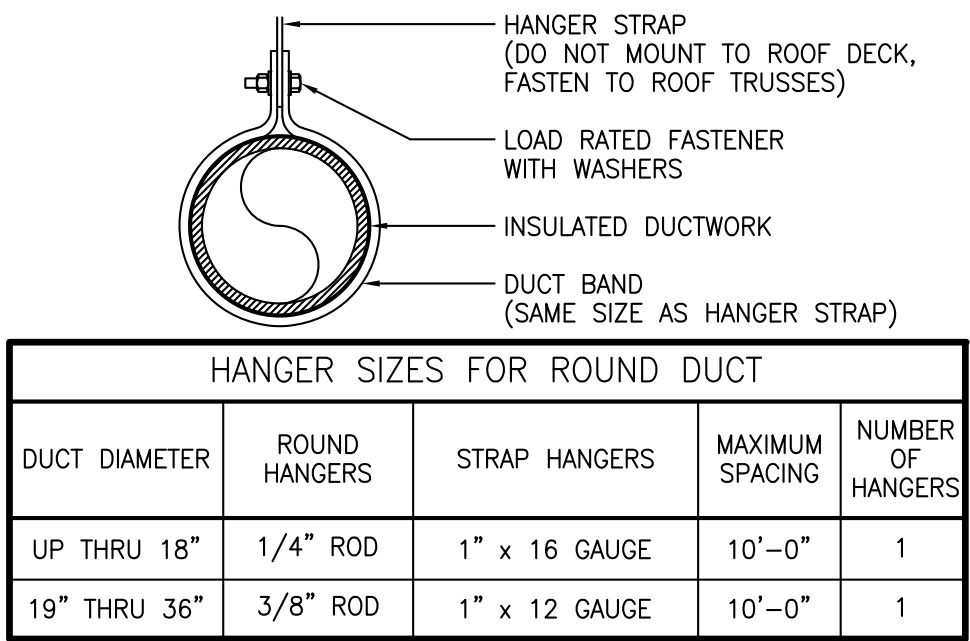 HANGER STRAP
(DO NOT MOUNT TO ROOF DECK,
FASTEN TO ROOF TRUSSES)
LOAD RATED FASTENER
WITH WASHERS
INSULATED DUCTWORK
DUCT BAND
(SAME SIZE AS HANGER STRAP)
HANGER SIZES FOR ROUND DUCT
DUCT DIAMETER
ROUND
HANGERS
STRAP HANGERS
MAXIMUM
SPACING
NUMBER
OF
HANGERS
UP THRU 18" 1/4" ROD 1" x 16 GAUGE 10'-0" 1
19" THRU 36" 3/8" ROD 1" x 12 GAUGE 10'-0" 1